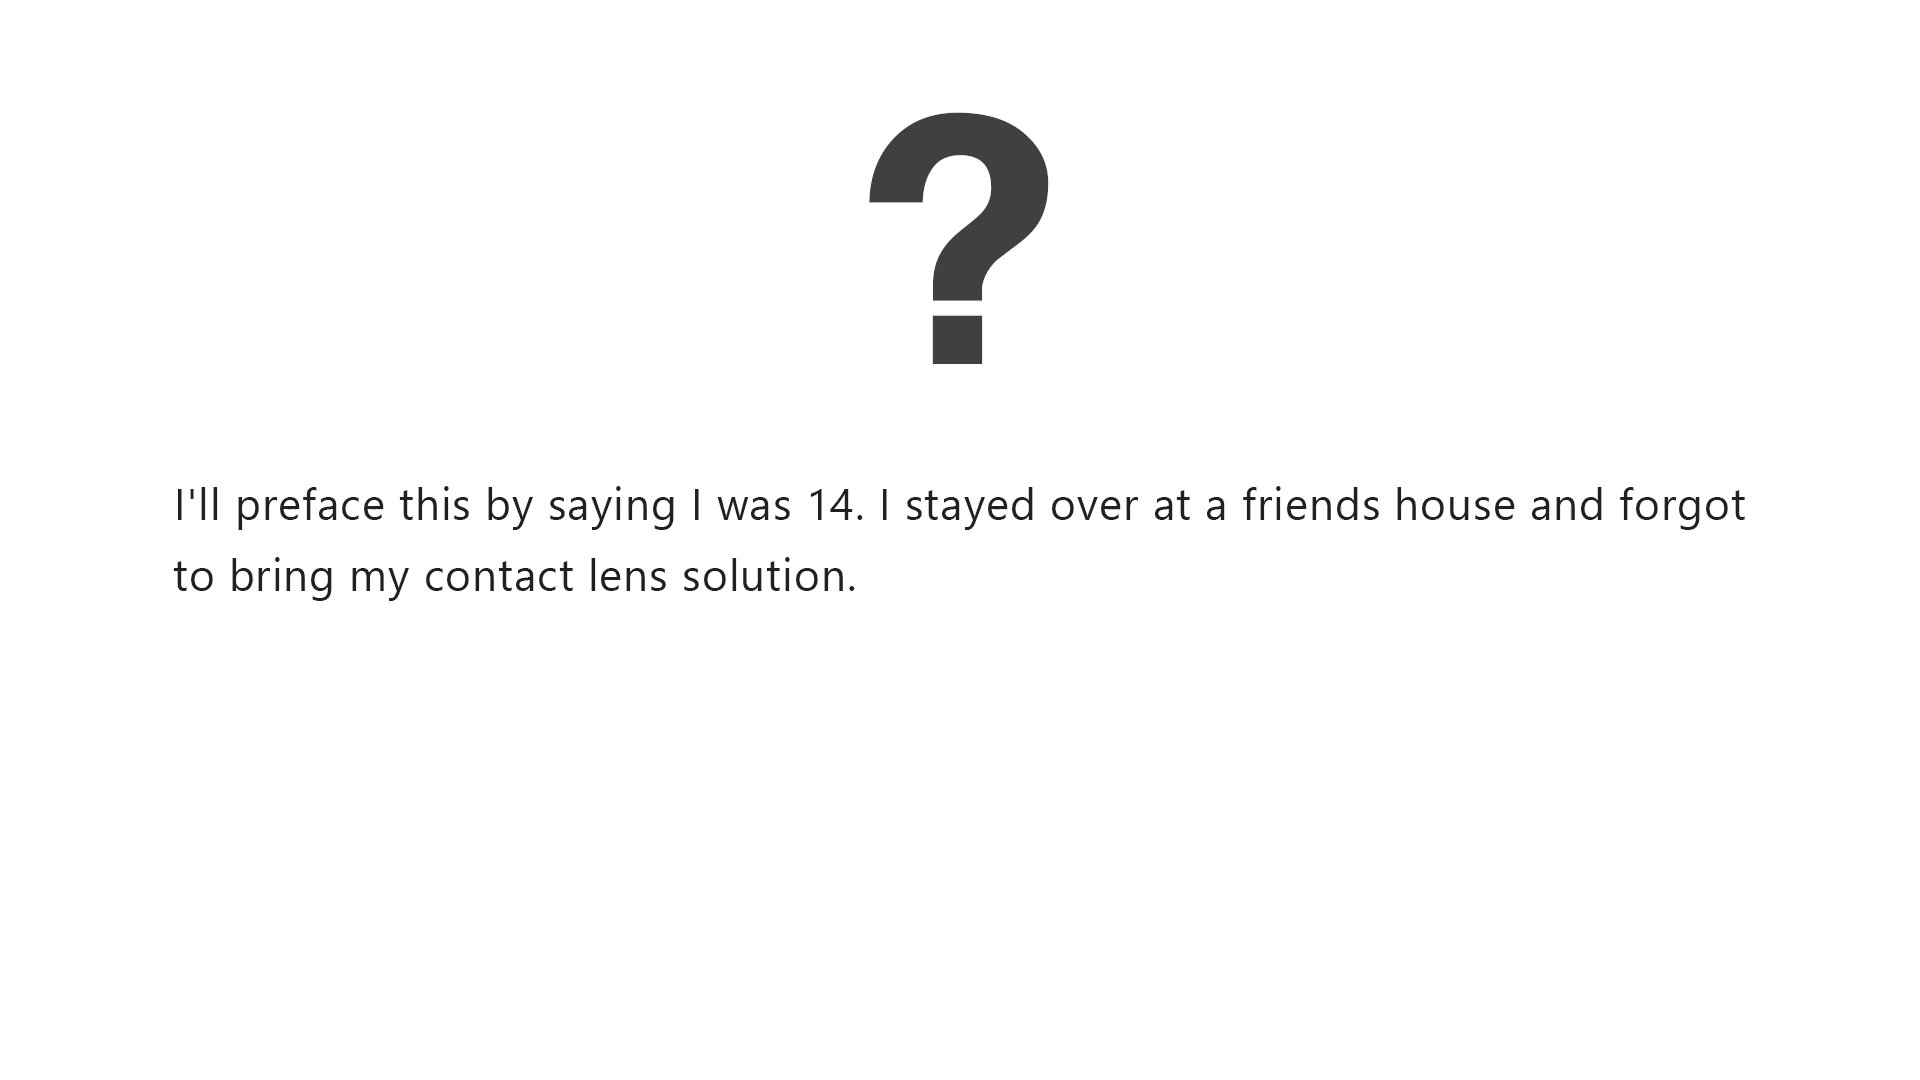 ?
I'll preface this by saying I was 14. I stayed over at a friends house and forgot
to bring my contact lens solution.